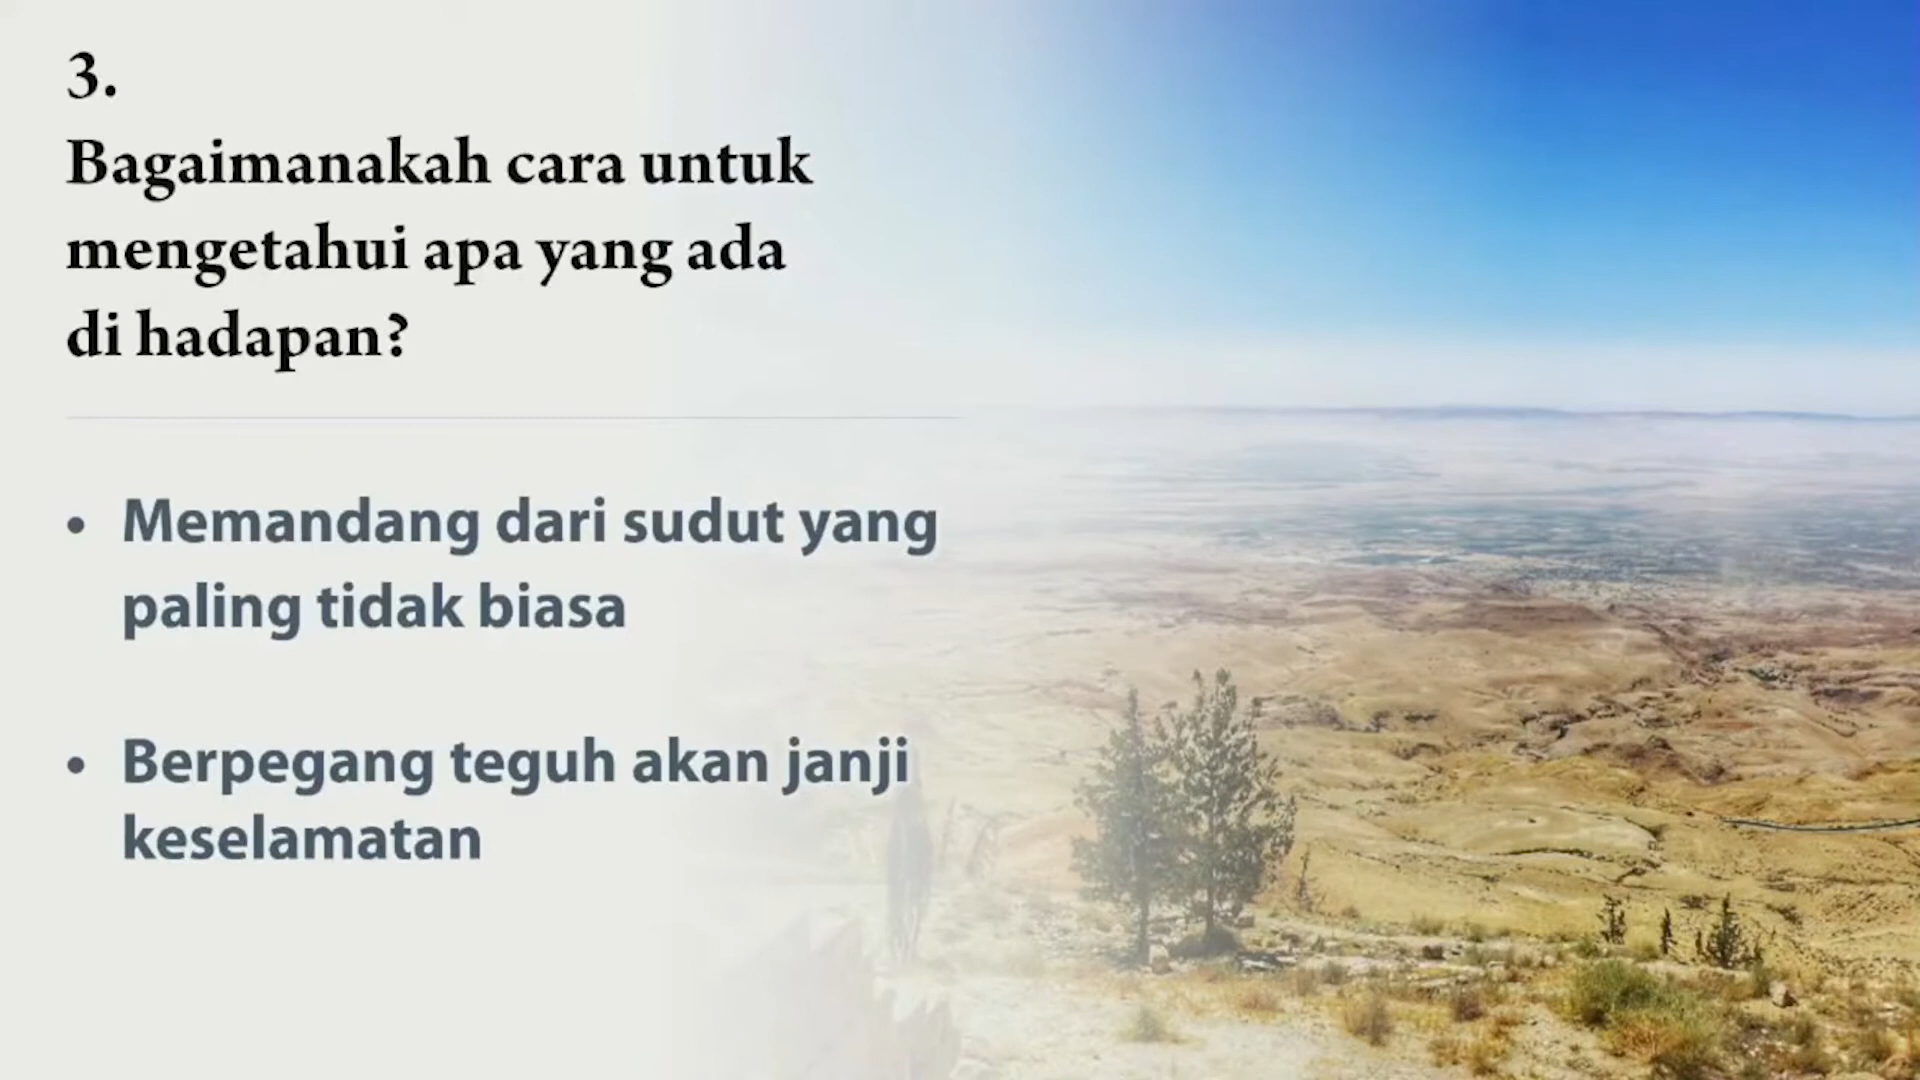 3.
Bagaimanakah cara untuk
mengetahui apa yang ada
di hadapan?
• Memandang dari sudut yang
paling tidak biasa
• Berpegang teguh akan janji
keselamatan